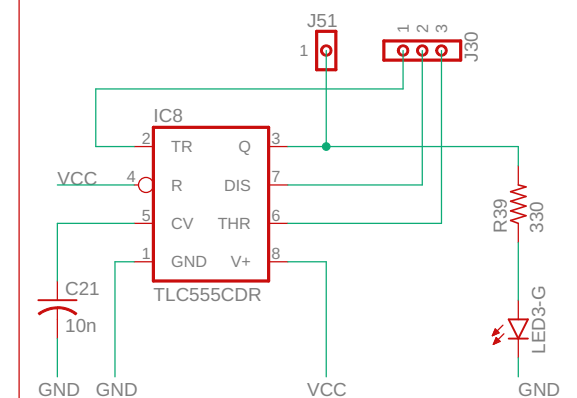 J51
1
1 2 3
J30
IC8
2 TR Q 3
VCC 4 R DIS 7
5 CV THR 6
1 GND V+ 8
TLC555CDR
R39
330
C21
10n
LED3-G
GND GND VCC GND